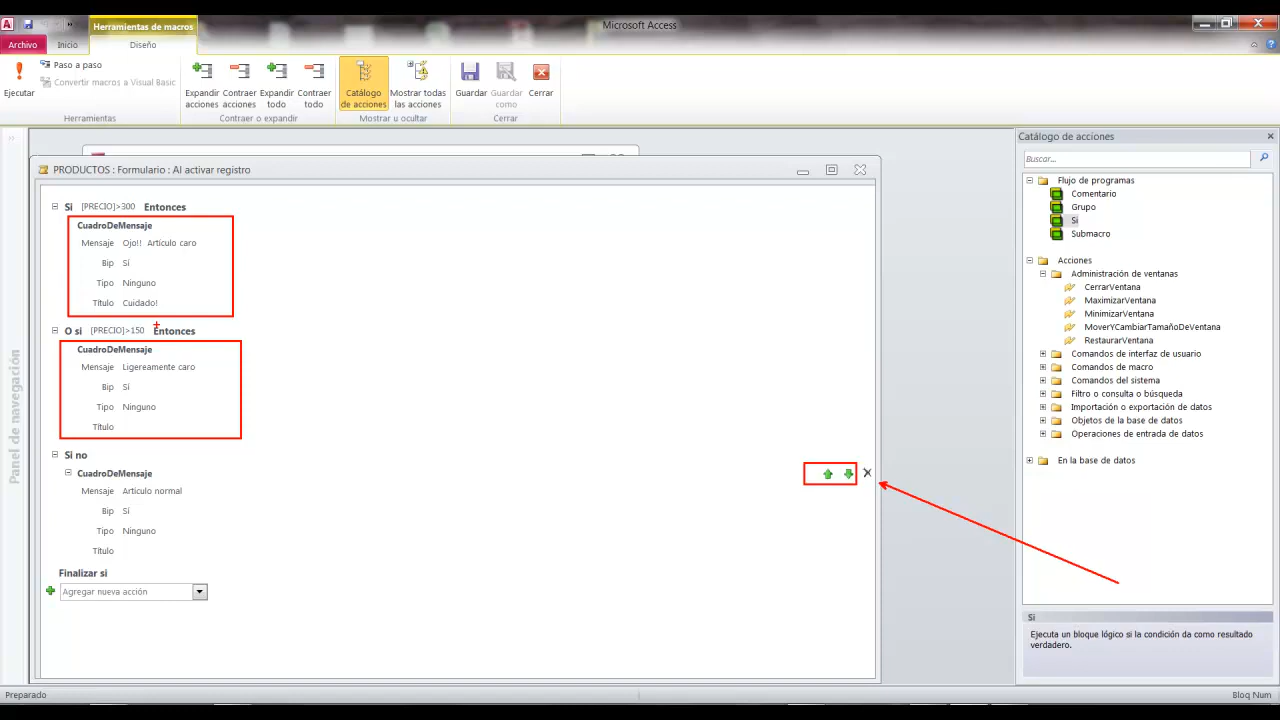 Herramientas de macros
Microsoft Access
Archivo
Inicio
Diseño
Ejecutar
Paso a paso
Convertir macros a Visual Basic
Herramientas
Expandir acciones
Contraer acciones
Expandir todo
Contraer todo
Contraer o expandir
Catálogo de acciones
Mostrar todas las acciones
Mostrar u ocultar
Guardar
Guardar como
Cerrar
Cerrar
Panel de navegación
PRODUCTOS : Formulario : Al activar registro
Si [PRECIO]>300 Entonces
CuadroDeMensaje
Mensaje Ojo!! Artículo caro
Bip Sí
Tipo Ninguno
Título Cuidado!
O si [PRECIO]>150 Entonces
CuadroDeMensaje
Mensaje Ligereamente caro
Bip Sí
Tipo Ninguno
Título
Si no
CuadroDeMensaje
Mensaje Articulo normal
Bip Sí
Tipo Ninguno
Título
Finalizar si
Agregar nueva acción
Catálogo de acciones
Buscar...
Flujo de programas
Comentario
Grupo
Si
Submacro
Acciones
Administración de ventanas
CerrarVentana
MaximizarVentana
MinimizarVentana
MoverYCambiarTamañoDeVentana
RestaurarVentana
Comandos de interfaz de usuario
Comandos de macro
Comandos del sistema
Filtro o consulta o búsqueda
Importación o exportación de datos
Objetos de la base de datos
Operaciones de entrada de datos
En la base de datos
Si
Ejecuta un bloque lógico si la condición da como resultado
verdadero.
Preparado
Bloq Num